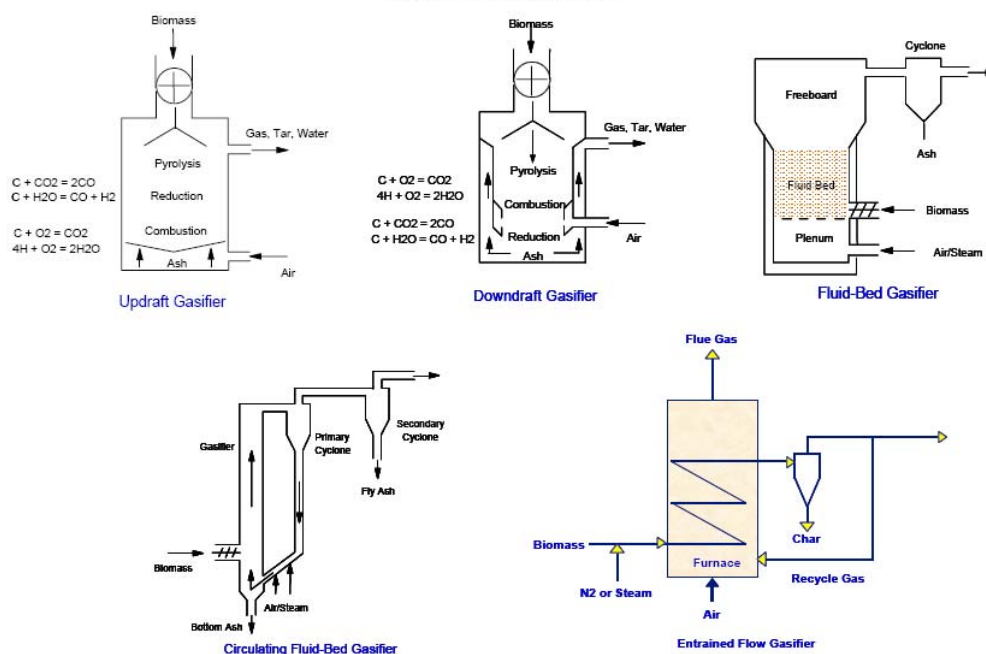 Biomass
Gas, Tar, Water
Pyrolysis
C + CO2 = 2CO
C + H2O = CO + H2
Reduction
C + O2 = CO2
4H + O2 = 2H2O
Combustion
Ash
Air
Updraft Gasifier
Biomass
Gas, Tar, Water
Pyrolysis
C + O2 = CO2
4H + O2 = 2H2O
Combustion
C + CO2 = 2CO
C + H2O = CO + H2
Reduction
Air
Ash
Downdraft Gasifier
Cyclone
Freeboard
Ash
Fluid Bed
Biomass
Plenum
Air/Steam
Fluid-Bed Gasifier
Gasifier
Primary
Cyclone
Secondary
Cyclone
Fly Ash
Biomass
Air/Steam
Bottom Ash
Circulating Fluid-Bed Gasifier
Flue Gas
Biomass
Furnace
Char
N2 or Steam
Recycle Gas
Air
Entrained Flow Gasifier